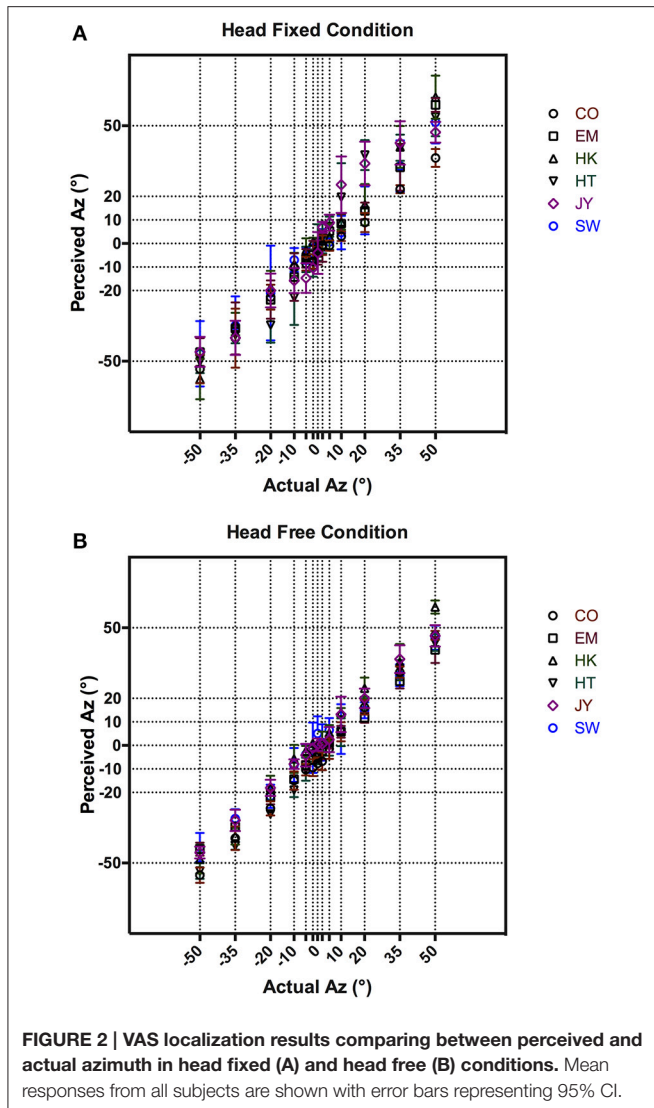 A
Head Fixed Condition
Perceived Az (°)
50
20
10
0
-10
-20
-50
-50 -35 -20 -10 0 10 20 35 50
Actual Az (°)
CO
EM
HK
HT
JY
SW
B
Head Free Condition
Perceived Az (°)
50
20
10
0
-10
-20
-50
-50 -35 -20 -10 0 10 20 35 50
Actual Az (°)
CO
EM
HK
HT
JY
SW
FIGURE 2 | VAS localization results comparing between perceived and
actual azimuth in head fixed (A) and head free (B) conditions. Mean
responses from all subjects are shown with error bars representing 95% CI.